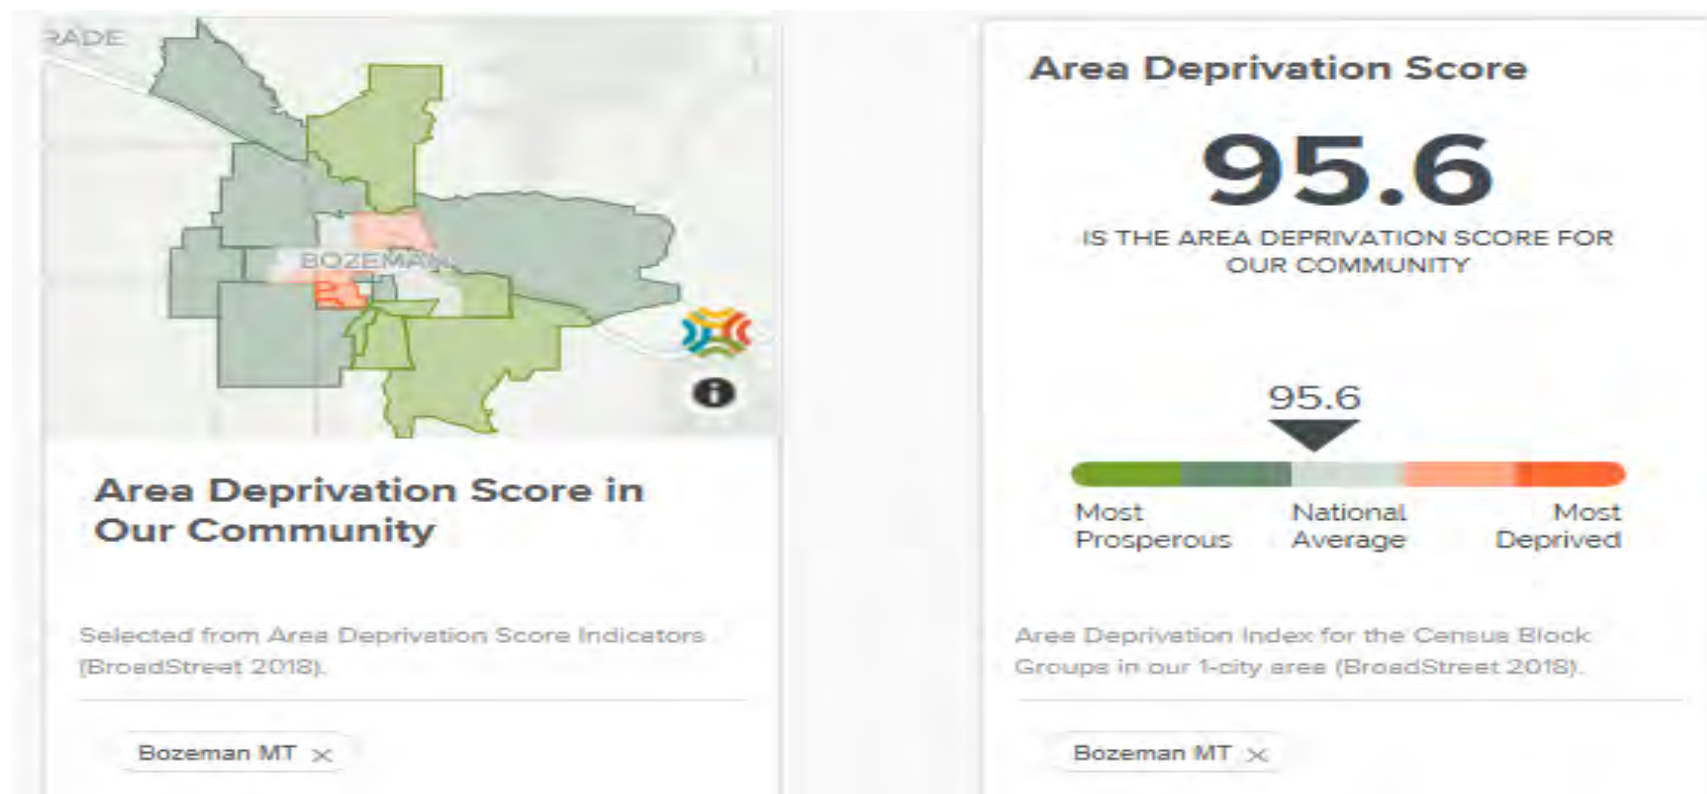 RADE
BOZEMAN
Area Deprivation Score in
Our Community
Selected from Area Deprivation Score Indicators
(BroadStreet 2018).
Bozeman MT ×
Area Deprivation Score
95.6
IS THE AREA DEPRIVATION SCORE FOR
OUR COMMUNITY
95.6
Most Prosperous
National Average
Most Deprived
Area Deprivation Index for the Census Block
Groups in our 1-city area (BroadStreet 2018).
Bozeman MT ×